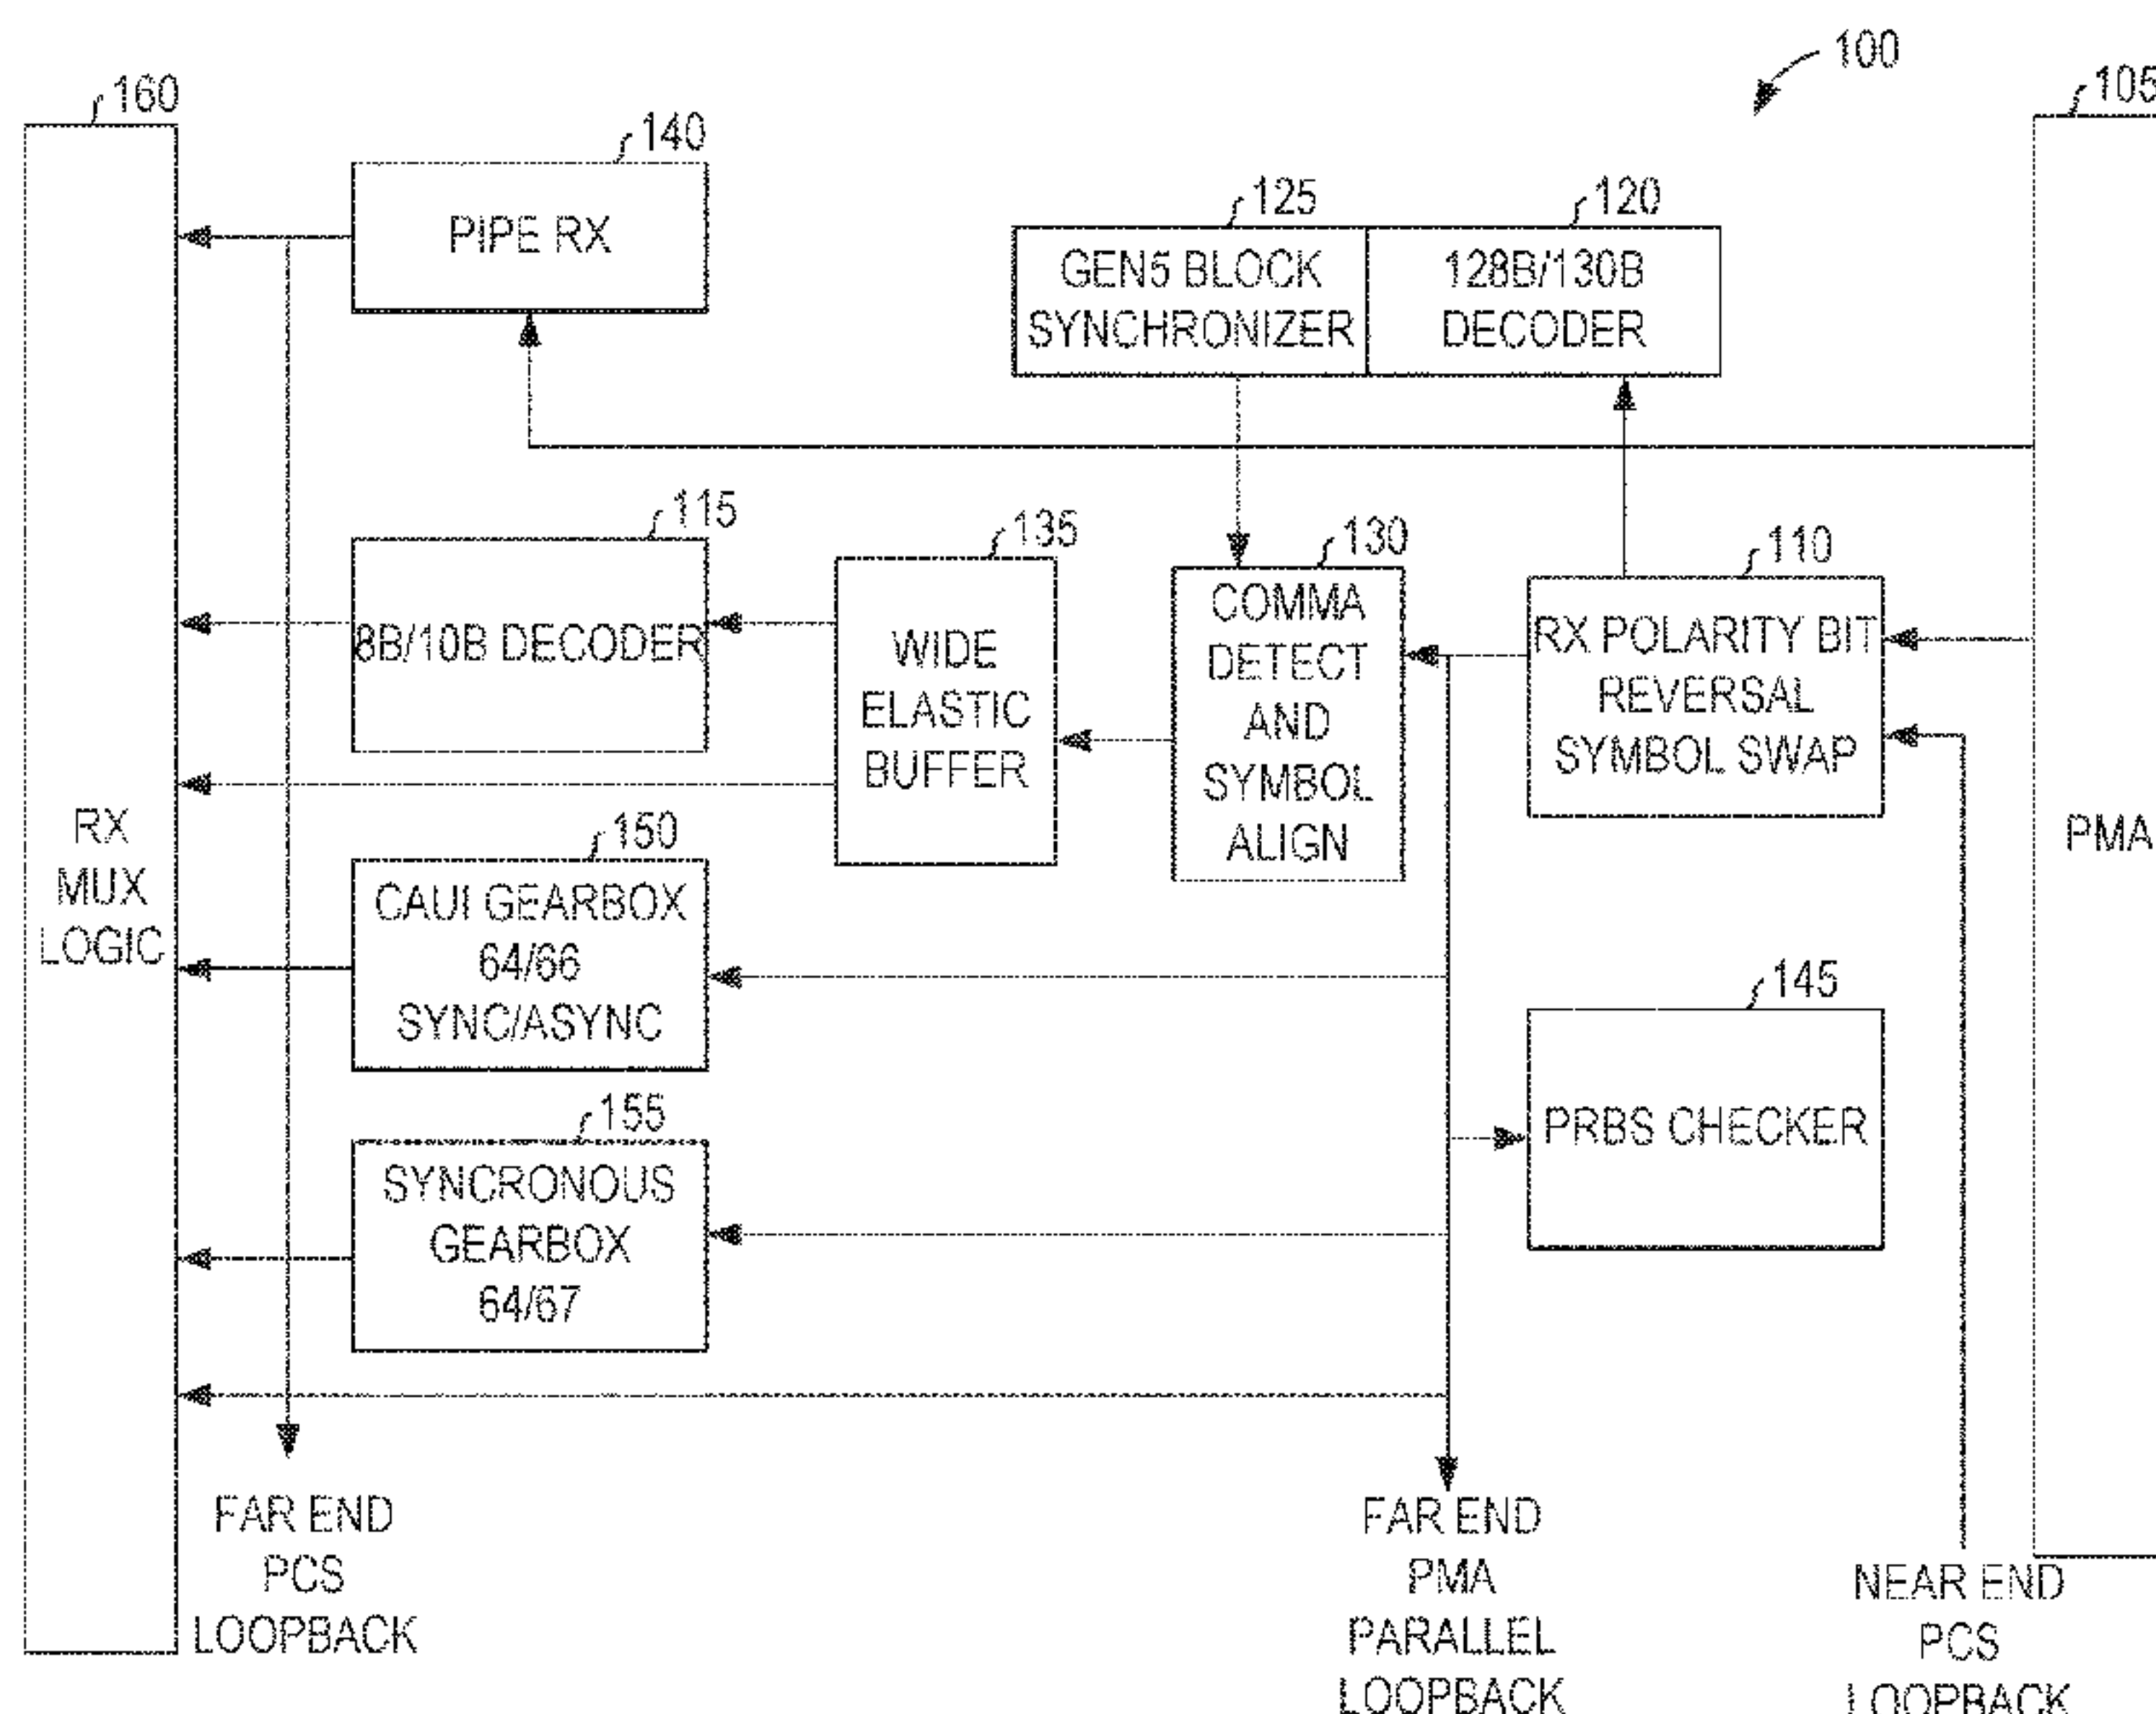 100
105
160
140
PIPE RX
125
120
GEN5 BLOCK
SYNCHRONIZER
128B/130B
DECODER
115
8B/10B DECODER
135
WIDE
ELASTIC
BUFFER
130
COMMA
DETECT
AND
SYMBOL
ALIGN
110
RX POLARITY BIT
REVERSAL
SYMBOL SWAP
PMA
RX
MUX
LOGIC
150
CAUI GEARBOX
64/66
SYNC/ASYNC
145
PRBS CHECKER
155
SYNCRONOUS
GEARBOX
64/67
FAR END
PCS
LOOPBACK
FAR END
PMA
PARALLEL
LOOPBACK
NEAR END
PCS
LOOPBACK